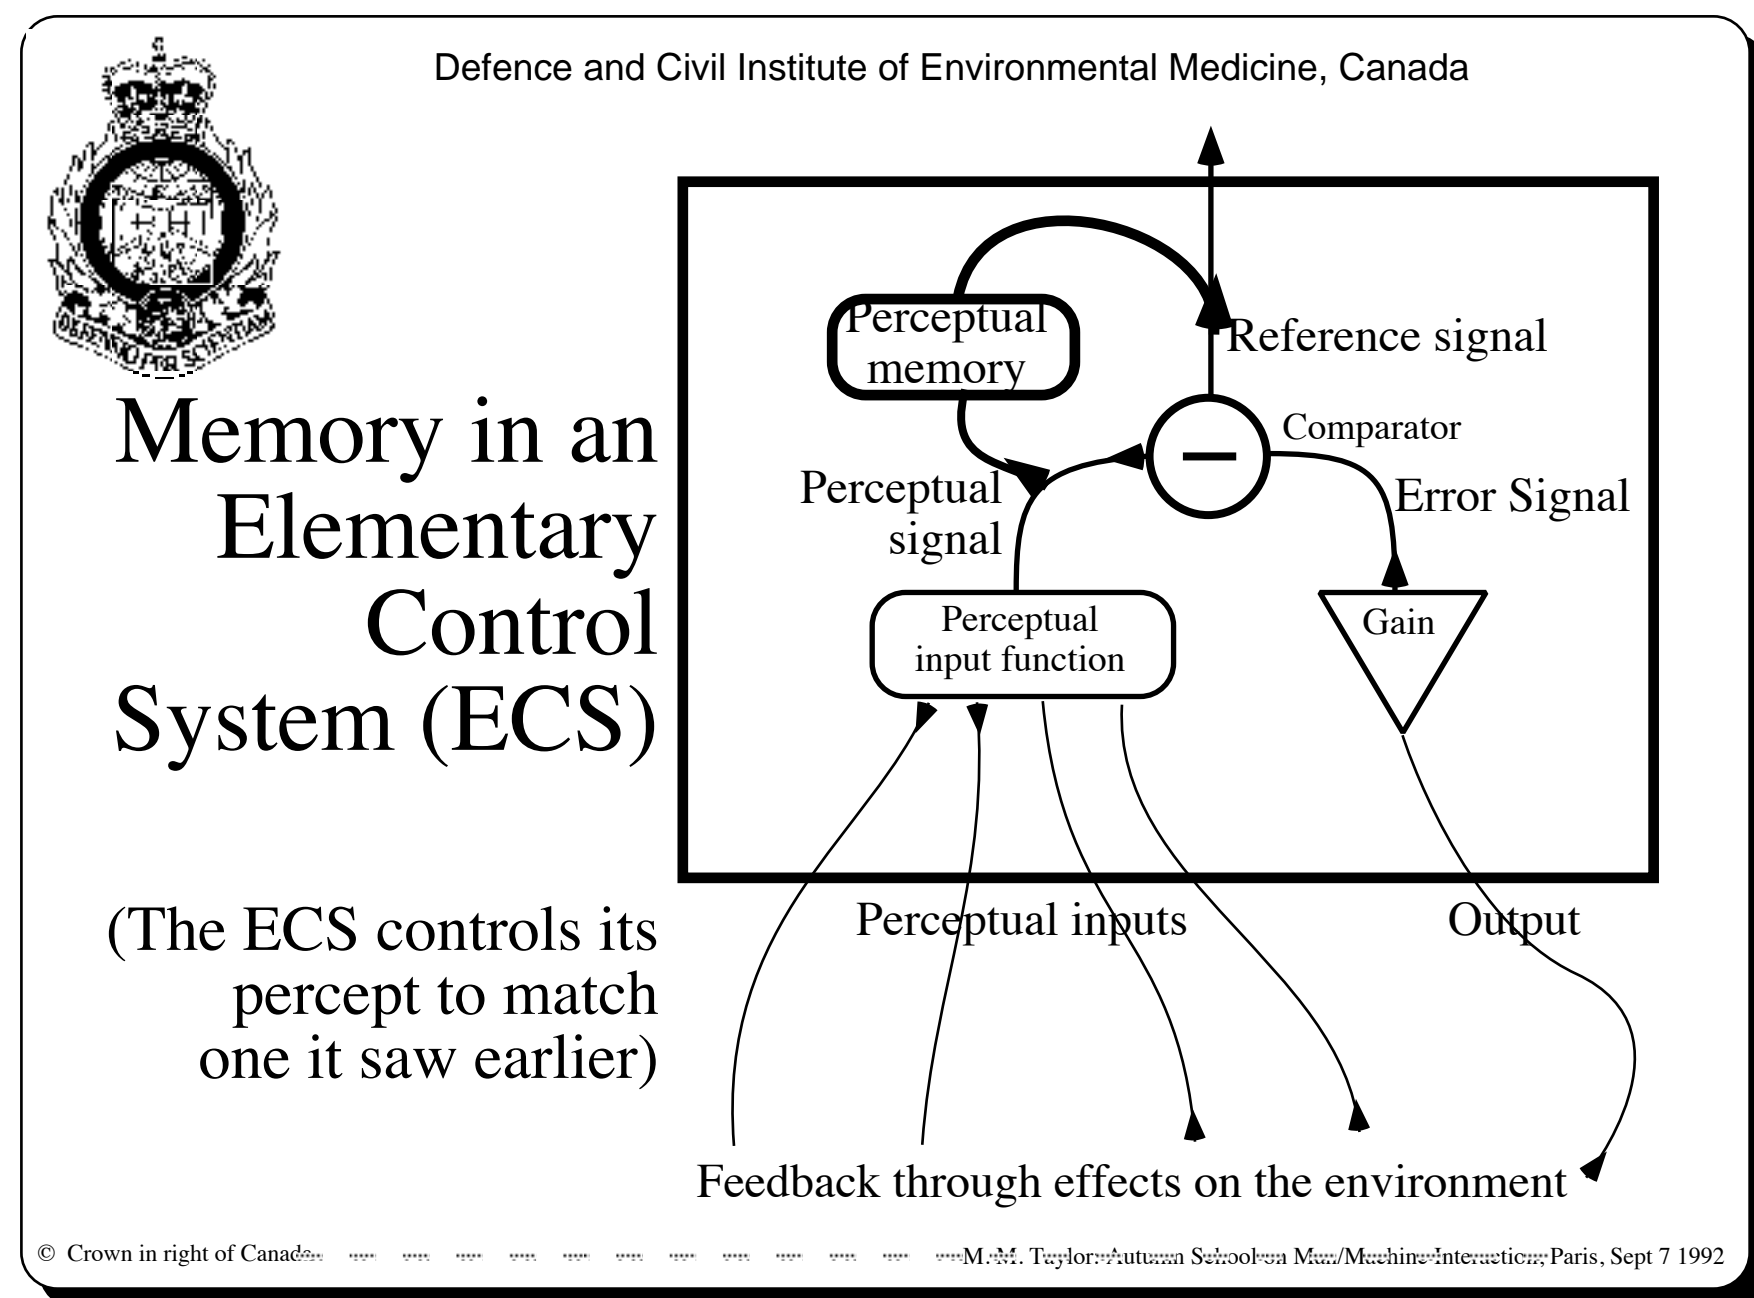 Defence and Civil Institute of Environmental Medicine, Canada
Memory in an
Elementary
Control
System (ECS)
(The ECS controls its
percept to match
one it saw earlier)
Perceptual
memory
Reference signal
Comparator
Perceptual
signal
Error Signal
Perceptual
input function
Gain
Perceptual inputs
Output
Feedback through effects on the environment
© Crown in right of Canada
M. M. Taylor: Autumn School on Man/Machine Interaction, Paris, Sept 7 1992